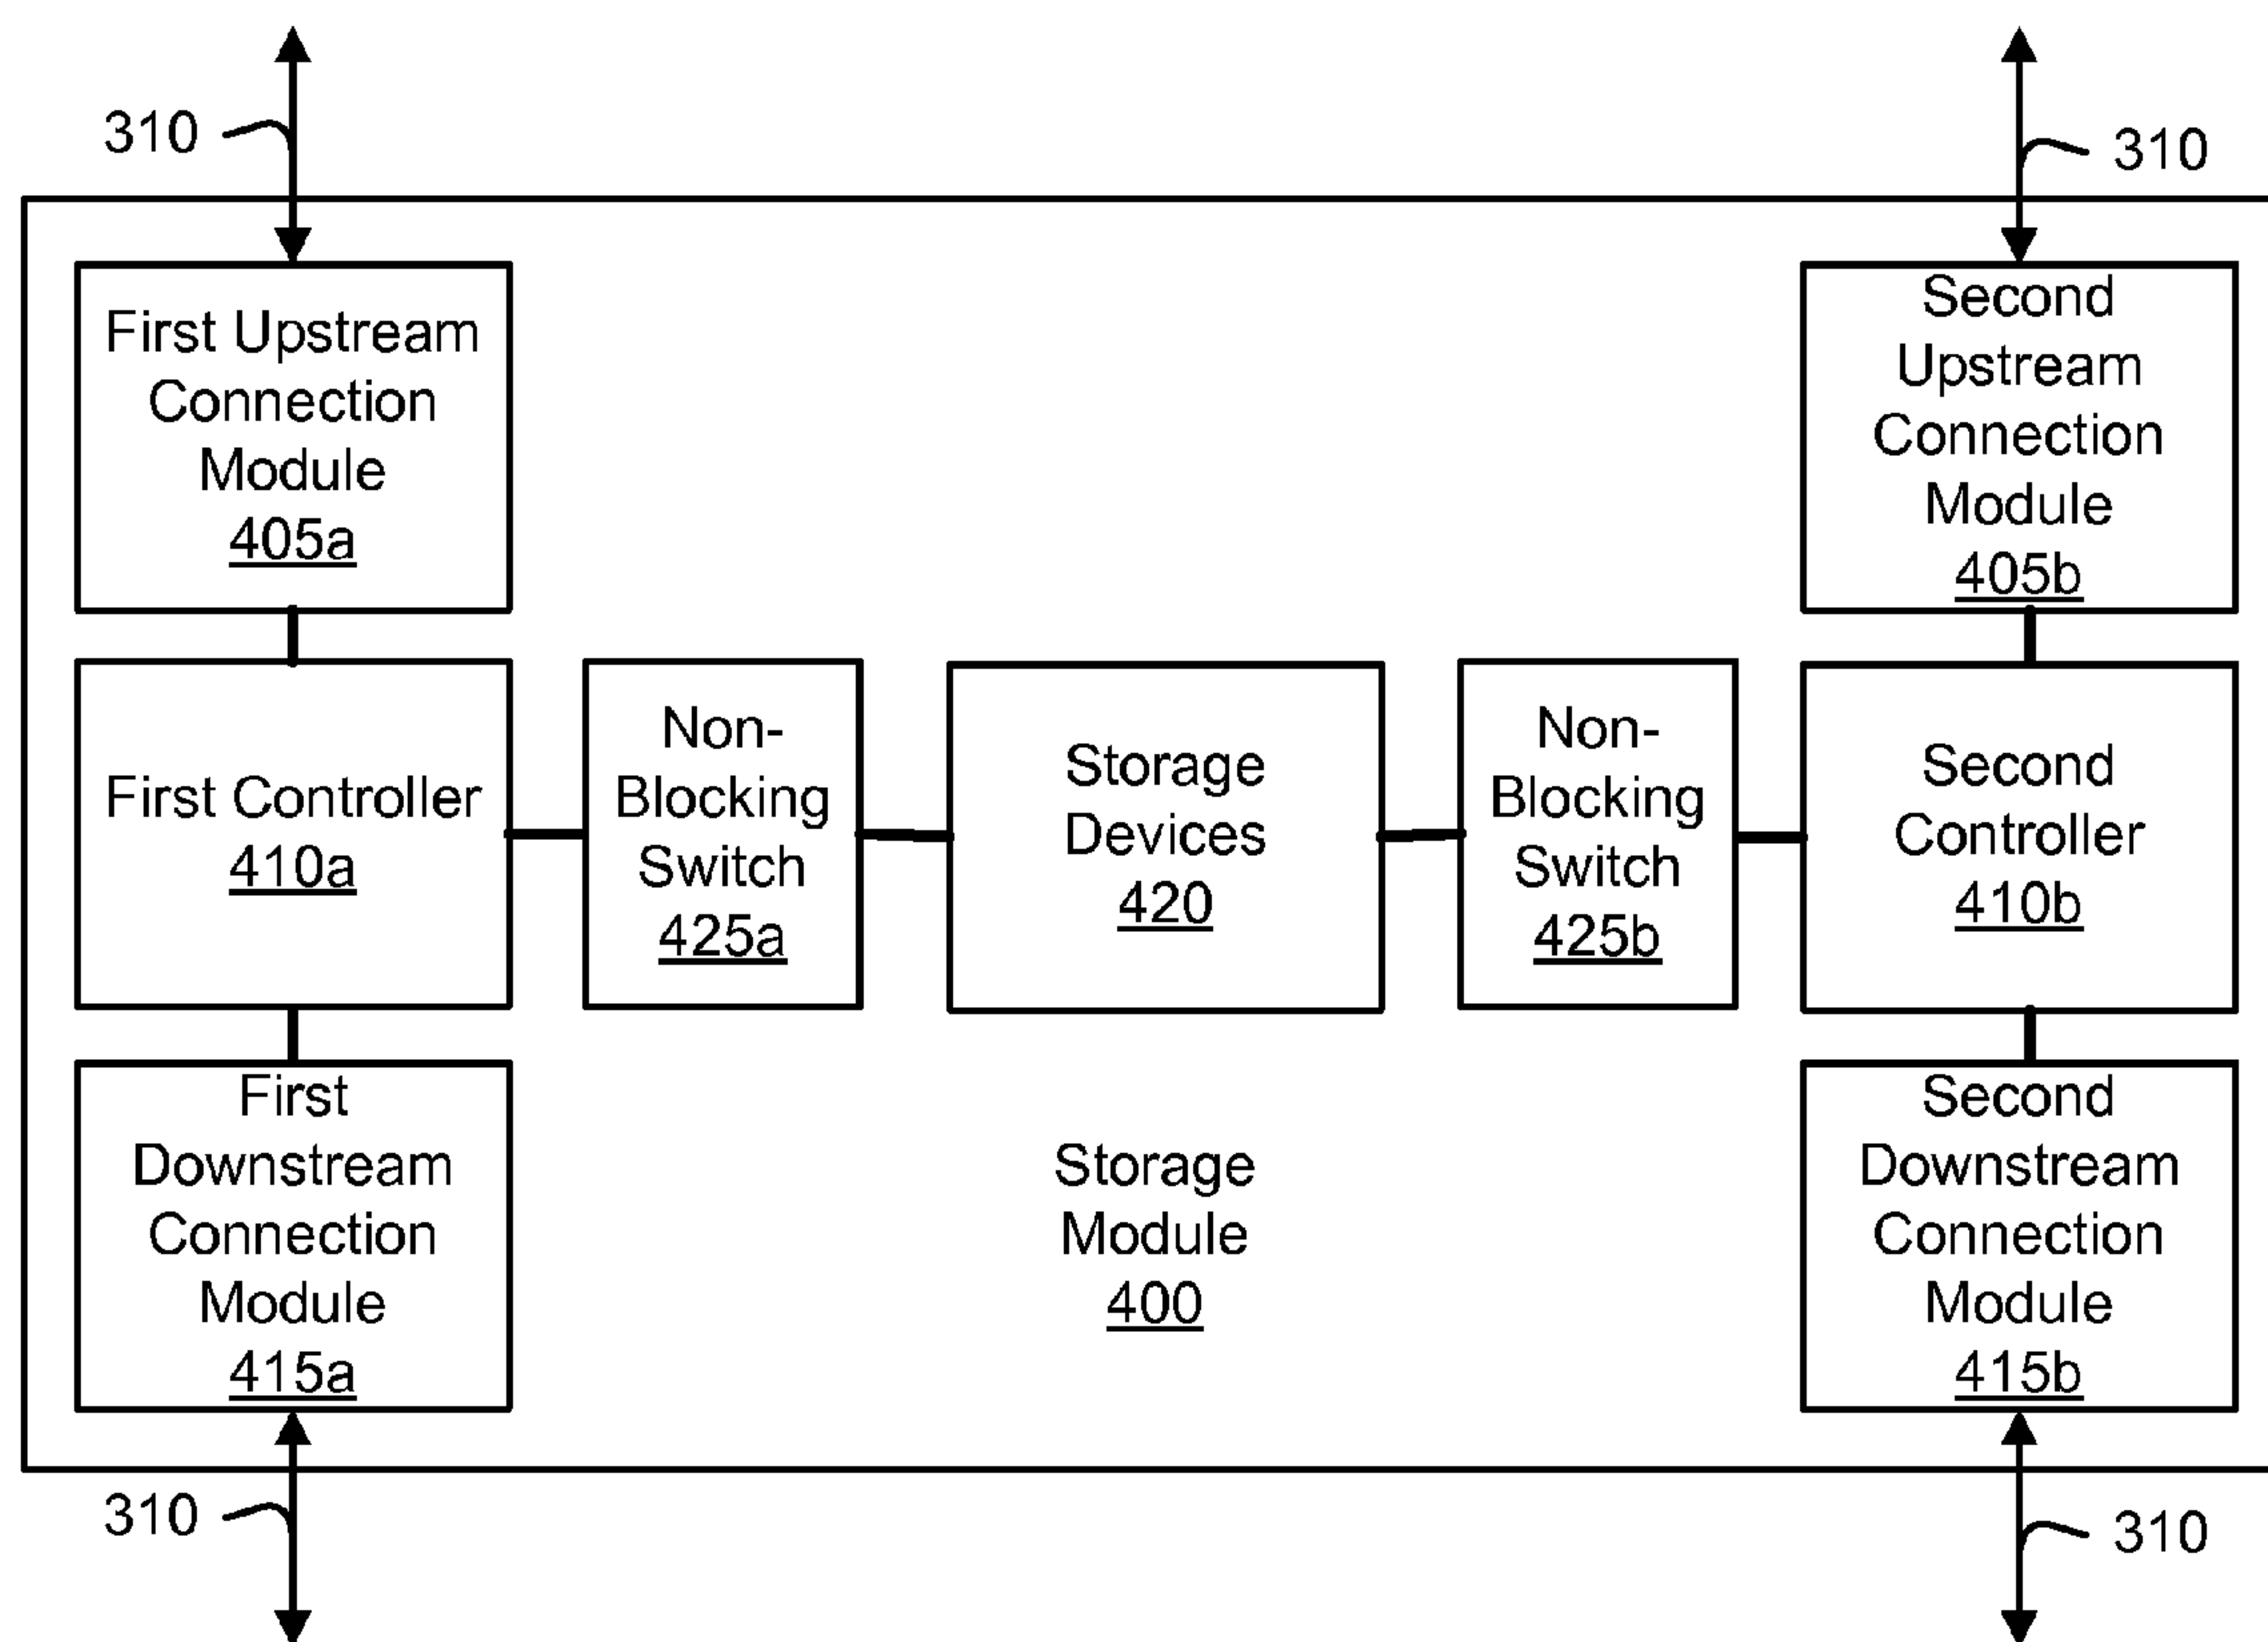 310
310
First Upstream
Connection
Module
405a
Second
Upstream
Connection
Module
405b
First Controller
410a
Non-
Blocking
Switch
425a
Storage
Devices
420
Non-
Blocking
Switch
425b
Second
Controller
410b
First
Downstream
Connection
Module
415a
Storage
Module
400
Second
Downstream
Connection
Module
415b
310
310